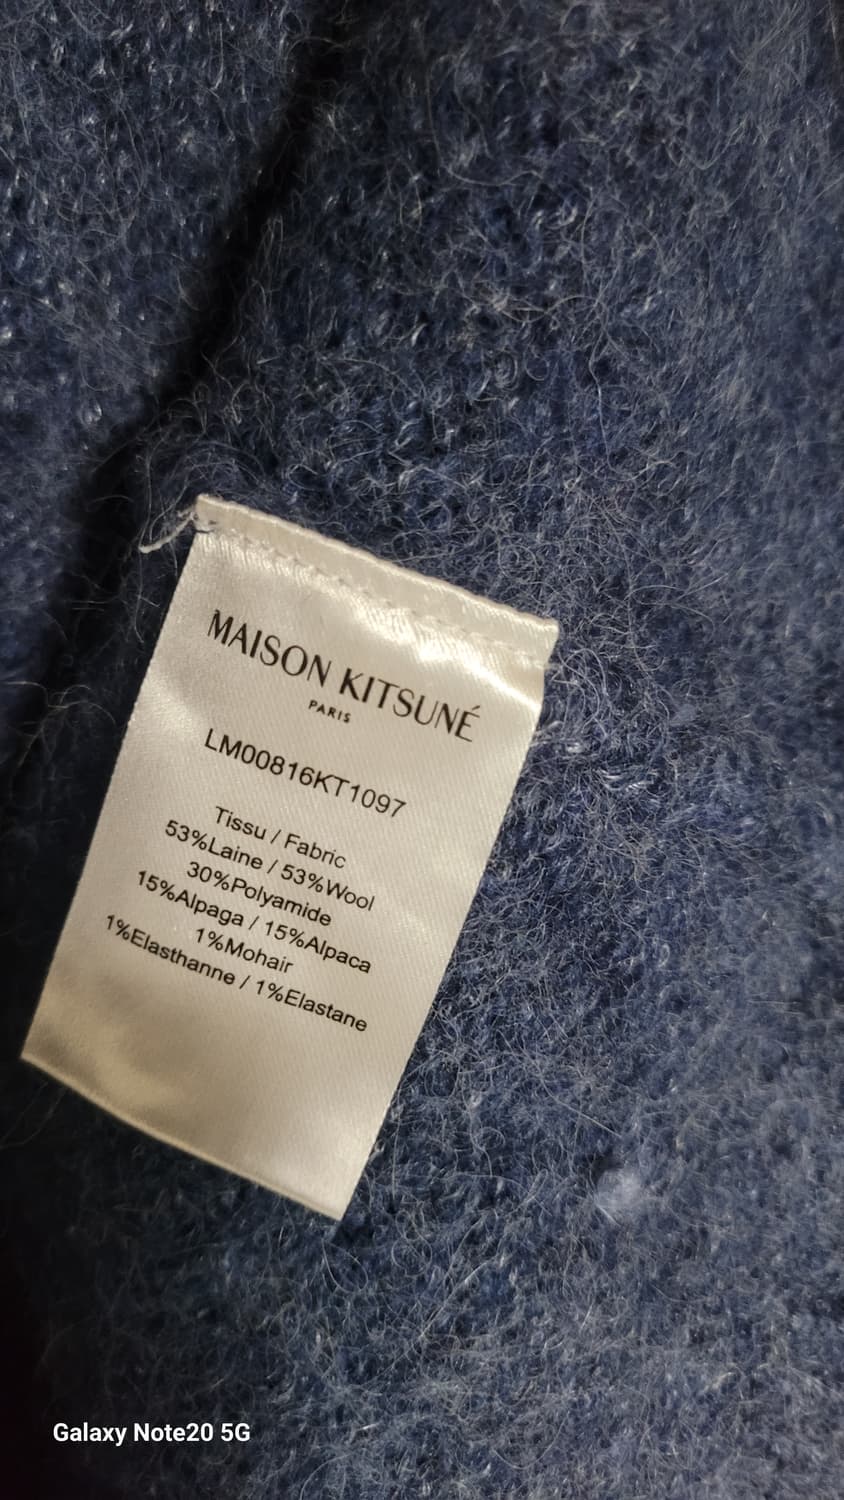 MAISON KITSUNÉ
PARIS
LM00816KT1097
Tissu / Fabric
53%Laine / 53%Wool
30%Polyamide
15%Alpaga / 15%Alpaca
1%Mohair
1%Elasthanne / 1%Elastane
Galaxy Note20 5G